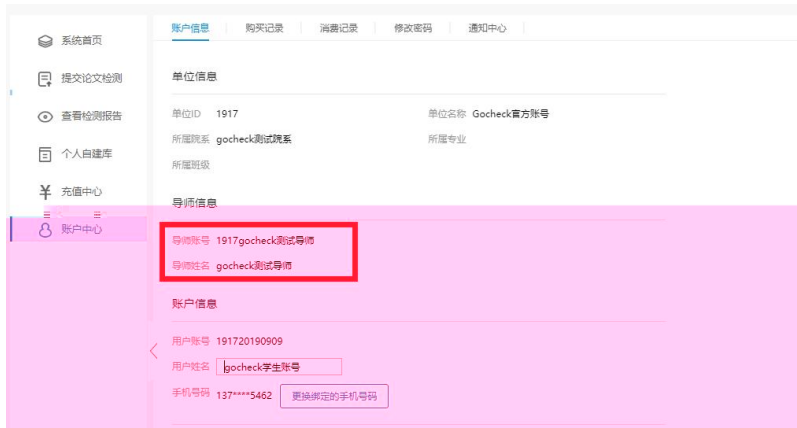 账户信息 购买记录 消费记录 修改密码 通知中心
系统首页
提交论文检测
查看检测报告
个人自建库
充值中心
账户中心
单位信息
单位ID 1917 单位名称 Gocheck官方账号
所属院系 gocheck测试院系 所属专业
所属班级
导师信息
导师账号 1917gocheck测试导师
导师姓名 gocheck测试导师
账户信息
用户账号 191720190909
用户姓名 gocheck学生账号
手机号码 137****5462 更换绑定的手机号码